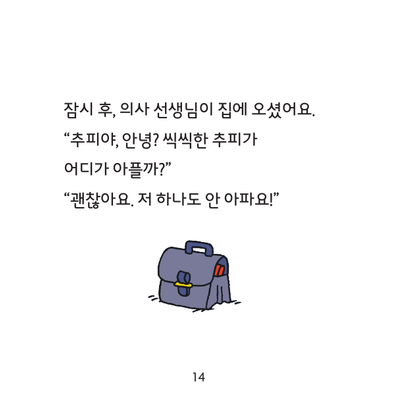 잠시 후, 의사 선생님이 집에 오셨어요.
“추피야, 안녕? 씩씩한 추피가
어디가 아플까?”
“괜찮아요. 저 하나도 안 아파요!”
14